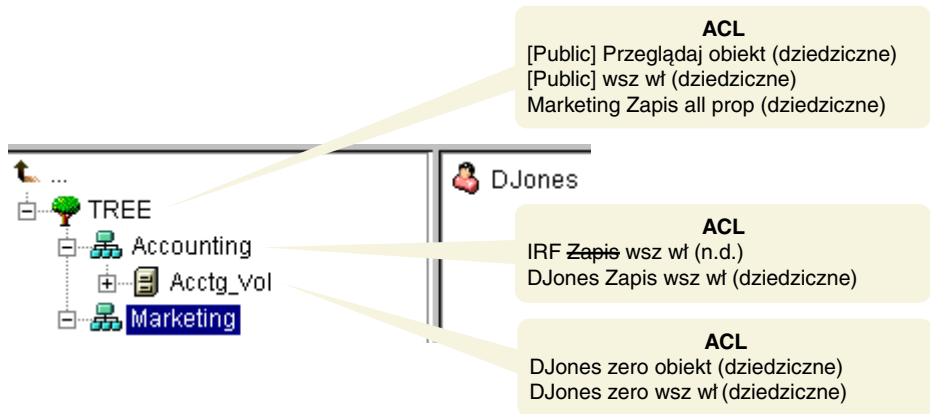 ACL
[Public] Przeglądaj obiekt (dziedziczne)
[Public] wsz wł (dziedziczne)
Marketing Zapis all prop (dziedziczne)
...
TREE
Accounting
Acctg_Vol
Marketing
DJones
ACL
IRF Zapis wsz wł (n.d.)
DJones Zapis wsz wł (dziedziczne)
ACL
DJones zero obiekt (dziedziczne)
DJones zero wsz wł (dziedziczne)